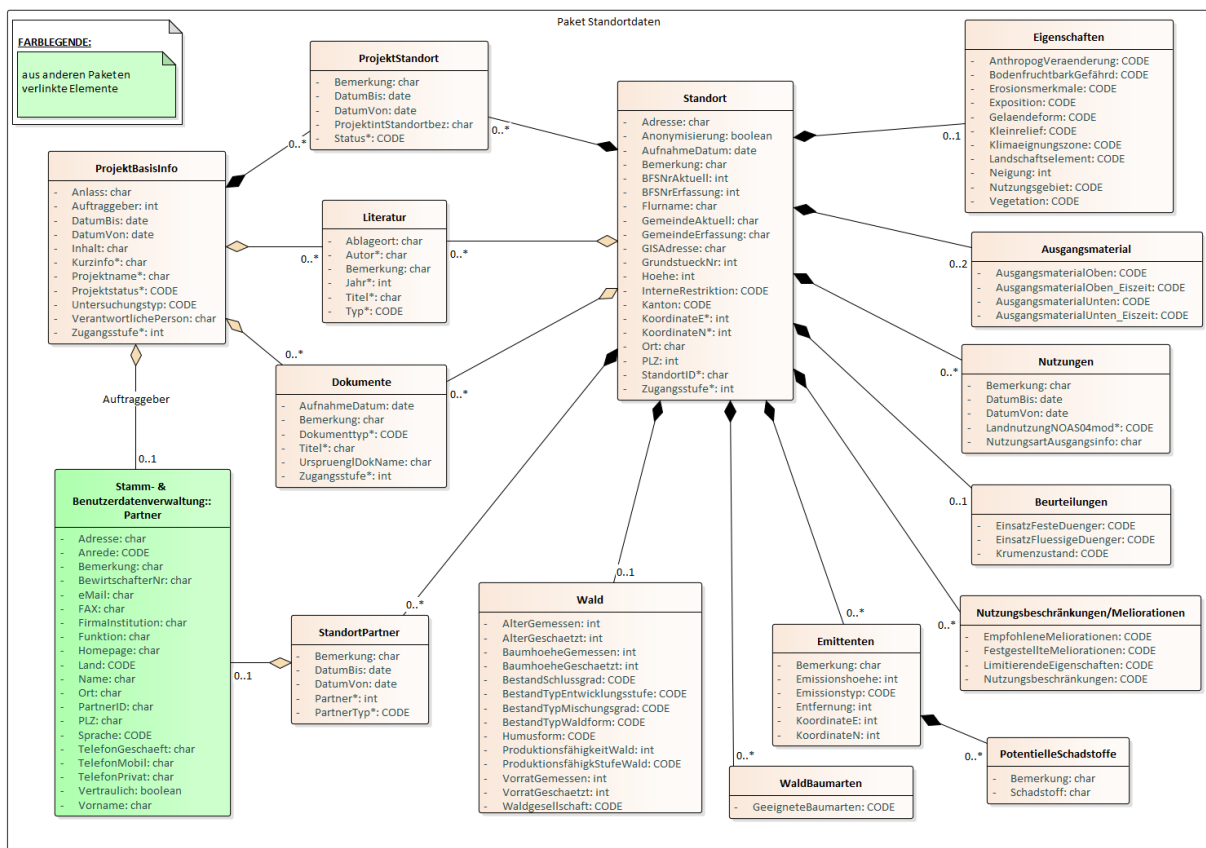 Paket Standortdaten
FARBLEGENDE:
aus anderen Paketen
verlinkte Elemente
ProjektStandort
- Bemerkung: char
- DatumBis: date
- DatumVon: date
- ProjektintStandortbez: char
- Status*: CODE
0..*
0..*
Standort
- Adresse: char
- Anonymisierung: boolean
- AufnahmeDatum: date
- Bemerkung: char
- BFSNrAktuell: int
- BFSNrErfassung: int
- Flurname: char
- GemeindeAktuell: char
- GemeindeErfassung: char
- GISAdresse: char
- GrundstueckNr: int
- Hoehe: int
- InterneRestriktion: CODE
- Kanton: CODE
- KoordinateE*: int
- KoordinateN*: int
- Ort: char
- PLZ: int
- StandortID*: char
- Zugangsstufe*: int
Eigenschaften
- AnthropogVeraenderung: CODE
- BodenfruchtbarkGefährd: CODE
- Erosionsmerkmale: CODE
- Exposition: CODE
- Gelaendeform: CODE
- Kleinrelief: CODE
- Klimaeignungszone: CODE
- Landschaftselement: CODE
- Neigung: int
- Nutzungsgebiet: CODE
- Vegetation: CODE
0..1
ProjektBasisInfo
- Anlass: char
- Auftraggeber: int
- DatumBis: date
- DatumVon: date
- Inhalt: char
- Kurzinfo*: char
- Projektname*: char
- Projektstatus*: CODE
- Untersuchungstyp: CODE
- VerantwortlichePerson: char
- Zugangsstufe*: int
Literatur
- Ablageort: char
- Autor*: char
- Bemerkung: char
- Jahr*: int
- Titel*: char
- Typ*: CODE
0..*
0..*
Ausgangsmaterial
- AusgangsmaterialOben: CODE
- AusgangsmaterialOben_Eiszeit: CODE
- AusgangsmaterialUnten: CODE
- AusgangsmaterialUnten_Eiszeit: CODE
0..2
Nutzungen
- Bemerkung: char
- DatumBis: date
- DatumVon: date
- LandnutzungNOAS04mod*: CODE
- NutzungsartAusgangsinfo: char
0..*
Dokumente
- AufnahmeDatum: date
- Bemerkung: char
- Dokumenttyp*: CODE
- Titel*: char
- UrspruenglDokName: char
- Zugangsstufe*: int
0..*
0..*
Auftraggeber
0..1
Stamm- &
Benutzerdatenverwaltung::
Partner
- Adresse: char
- Anrede: CODE
- Bemerkung: char
- BewirtschafterNr: char
- eMail: char
- FAX: char
- FirmaInstitution: char
- Funktion: char
- Homepage: char
- Land: CODE
- Name: char
- Ort: char
- PartnerID: char
- PLZ: char
- Sprache: CODE
- TelefonGeschaeft: char
- TelefonMobil: char
- TelefonPrivat: char
- Vertraulich: boolean
- Vorname: char
Beurteilungen
- EinsatzFesteDuenger: CODE
- EinsatzFluessigeDuenger: CODE
- Krumenzustand: CODE
0..1
StandortPartner
- Bemerkung: char
- DatumBis: date
- DatumVon: date
- Partner*: int
- PartnerTyp*: CODE
0..*
0..1
Wald
- AlterGemessen: int
- AlterGeschaetzt: int
- BaumhoeheGemessen: int
- BaumhoeheGeschaetzt: int
- BestandSchlussgrad: CODE
- BestandTypEntwicklungsstufe: CODE
- BestandTypMischungsgrad: CODE
- BestandTypWaldform: CODE
- Humusform: CODE
- ProduktionsfähigkeitWald: int
- ProduktionsfähigkStufeWald: CODE
- VorratGemessen: int
- VorratGeschaetzt: int
- Waldgesellschaft: CODE
0..1
Emittenten
- Bemerkung: char
- Emissionshoehe: int
- Emissionstyp: CODE
- Entfernung: int
- KoordinateE: int
- KoordinateN: int
0..*
Nutzungsbeschränkungen/Meliorationen
- EmpfohleneMeliorationen: CODE
- FestgestellteMeliorationen: CODE
- LimitierendeEigenschaften: CODE
- Nutzungsbeschränkungen: CODE
0..*
WaldBaumarten
- GeeigneteBaumarten: CODE
0..*
PotentielleSchadstoffe
- Bemerkung: char
- Schadstoff: char
0..*